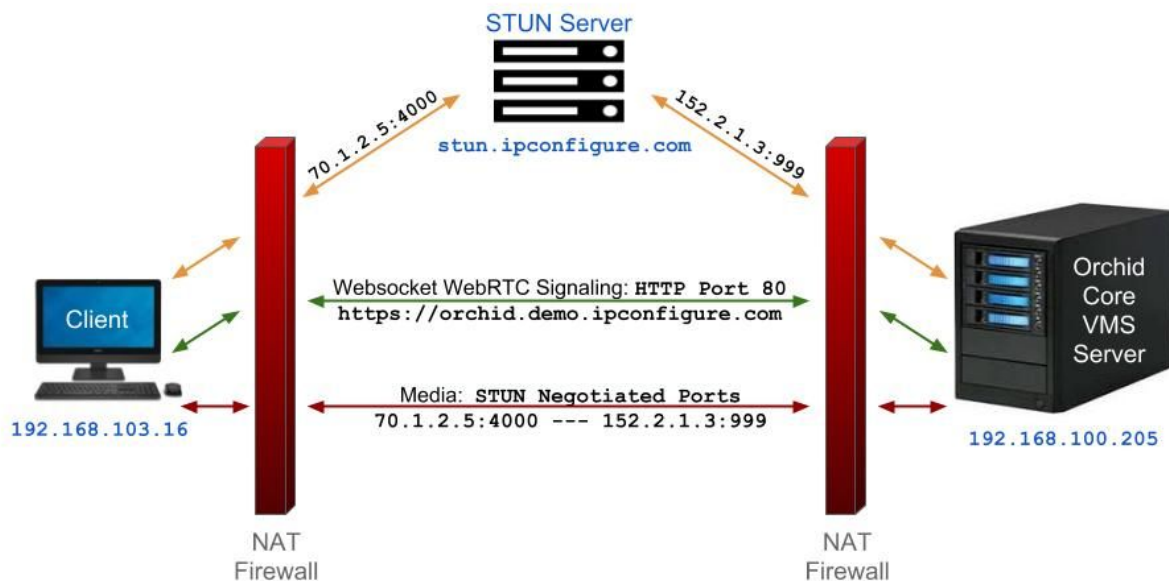 STUN Server
stun.ipconfigure.com
70.1.2.5:4000
152.2.1.3:999
Client
192.168.103.16
Websocket WebRTC Signaling: HTTP Port 80
https://orchid.demo.ipconfigure.com
Media: STUN Negotiated Ports
70.1.2.5:4000 --- 152.2.1.3:999
Orchid
Core
VMS
Server
192.168.100.205
NAT
Firewall
NAT
Firewall